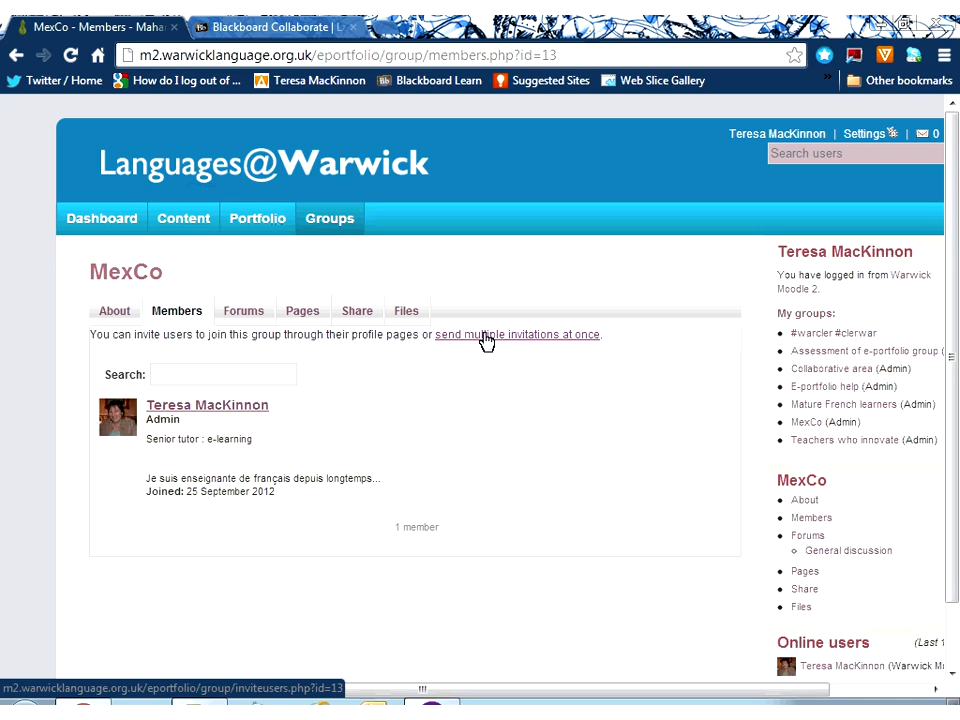 MexCo - Members - Mahar
Blackboard Collaborate | L
m2.warwicklanguage.org.uk/eportfolio/group/members.php?id=13
Twitter / Home How do I log out of ... Teresa MacKinnon Blackboard Learn Suggested Sites Web Slice Gallery » Other bookmarks
Teresa MacKinnon | Settings | 0
Search users
Languages@Warwick
Dashboard Content Portfolio Groups
MexCo
About Members Forums Pages Share Files
You can invite users to join this group through their profile pages or send multiple invitations at once.
Search:
Teresa MacKinnon
Admin
Senior tutor : e-learning
Je suis enseignante de français depuis longtemps...
Joined: 25 September 2012
1 member
Teresa MacKinnon
You have logged in from Warwick
Moodle 2.
My groups:
#warcler #clerwar
Assessment of e-portfolio group (
Collaborative area (Admin)
E-portfolio help (Admin)
Mature French learners (Admin)
MexCo (Admin)
Teachers who innovate (Admin)
MexCo
About
Members
Forums
General discussion
Pages
Share
Files
Online users (Last 1
Teresa MacKinnon (Warwick M
m2.warwicklanguage.org.uk/eportfolio/group/inviteusers.php?id=13